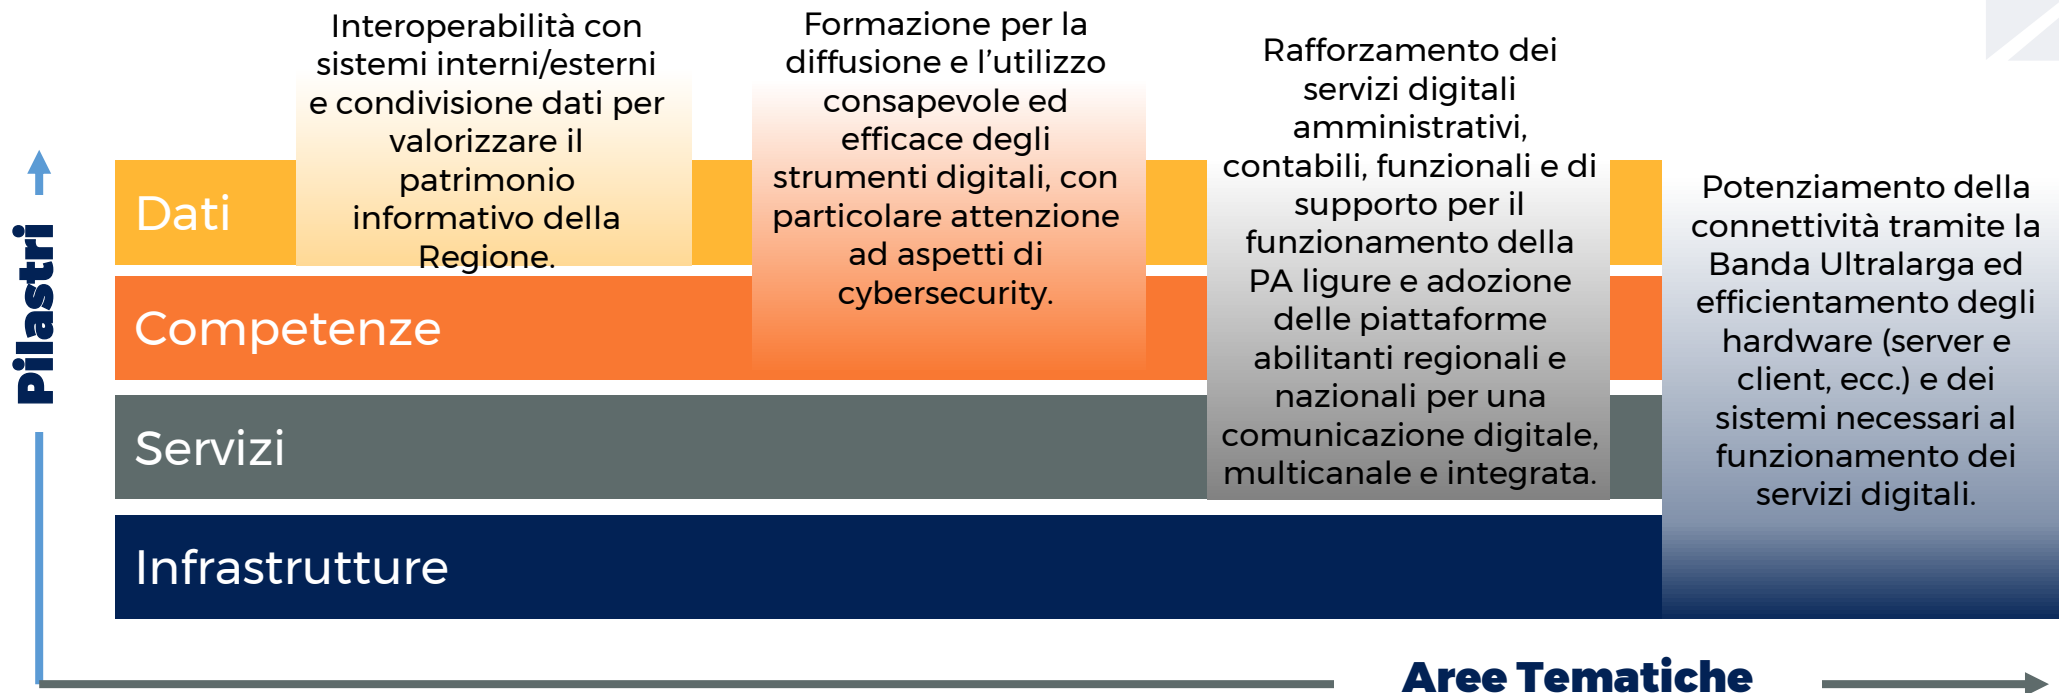 Interoperabilità con
sistemi interni/esterni
e condivisione dati per
valorizzare il
patrimonio
informativo della
Regione.
Formazione per la
diffusione e l’utilizzo
consapevole ed
efficace degli
strumenti digitali, con
particolare attenzione
ad aspetti di
cybersecurity.
Rafforzamento dei
servizi digitali
amministrativi,
contabili, funzionali e di
supporto per il
funzionamento della
PA ligure e adozione
delle piattaforme
abilitanti regionali e
nazionali per una
comunicazione digitale,
multicanale e integrata.
Potenziamento della
connettività tramite la
Banda Ultralarga ed
efficientamento degli
hardware (server e
client, ecc.) e dei
sistemi necessari al
funzionamento dei
servizi digitali.
Pilastri
Dati
Competenze
Servizi
Infrastrutture
Aree Tematiche